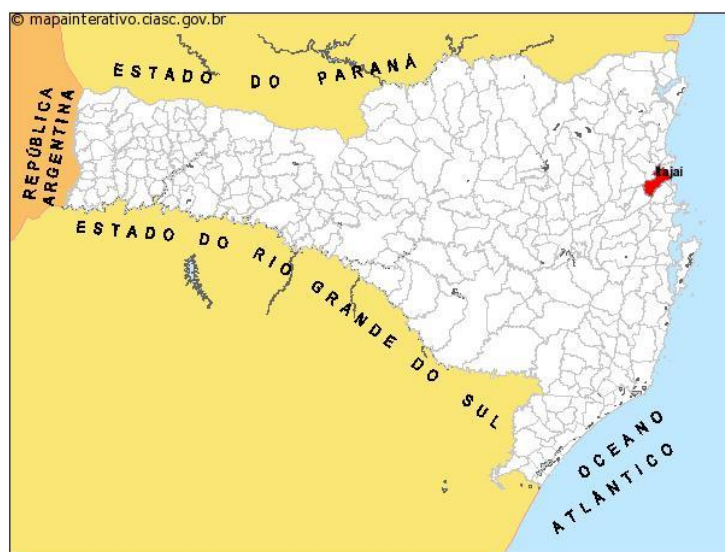 © mapainterativo.ciasc.gov.br
ESTADO DO PARANÁ
REPÚBLICA
ARGENTINA
Itajaí
ESTADO DO RIO GRANDE DO SUL
OCEANO
ATLÂNTICO